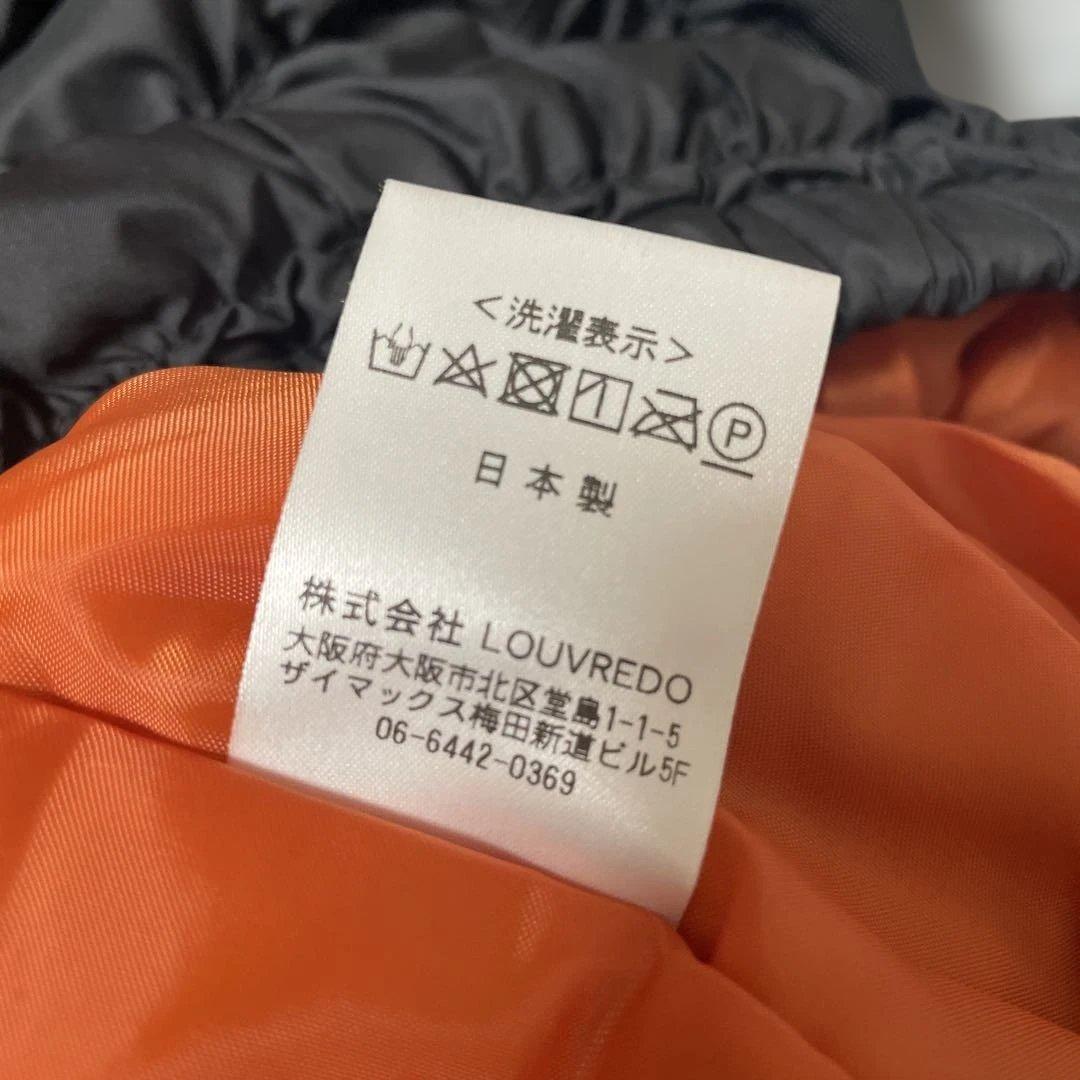 <洗濯表示>
P
日本製
株式会社 LOUVREDO
大阪府大阪市北区堂島1-1-5
ザイマックス梅田新道ビル5F
06-6442-0369